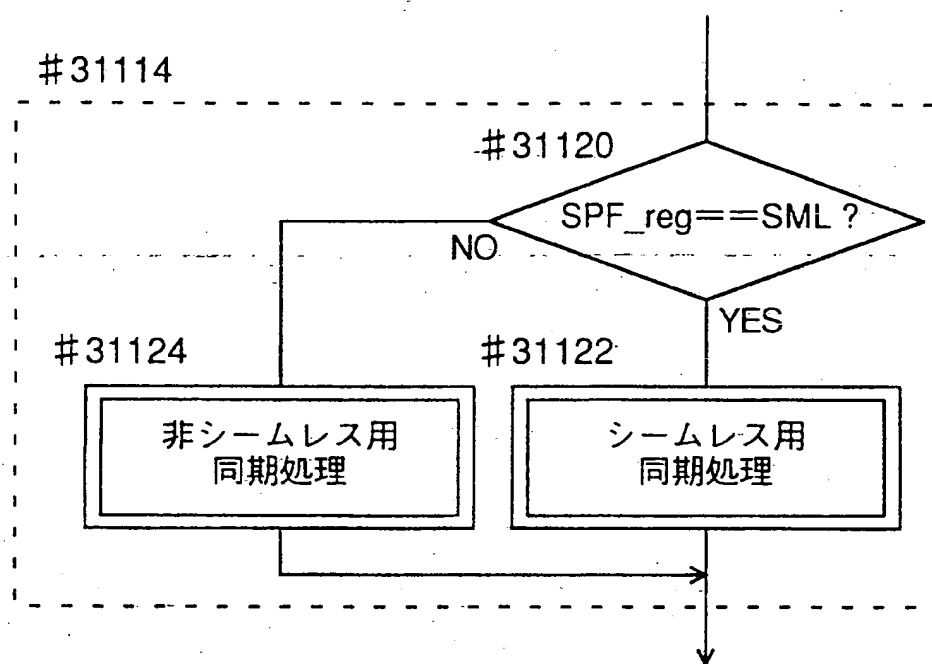 #31114
#31120
SPF_reg==SML ?
NO
YES
#31124
#31122
非シームレス用
同期処理
シームレス用
同期処理